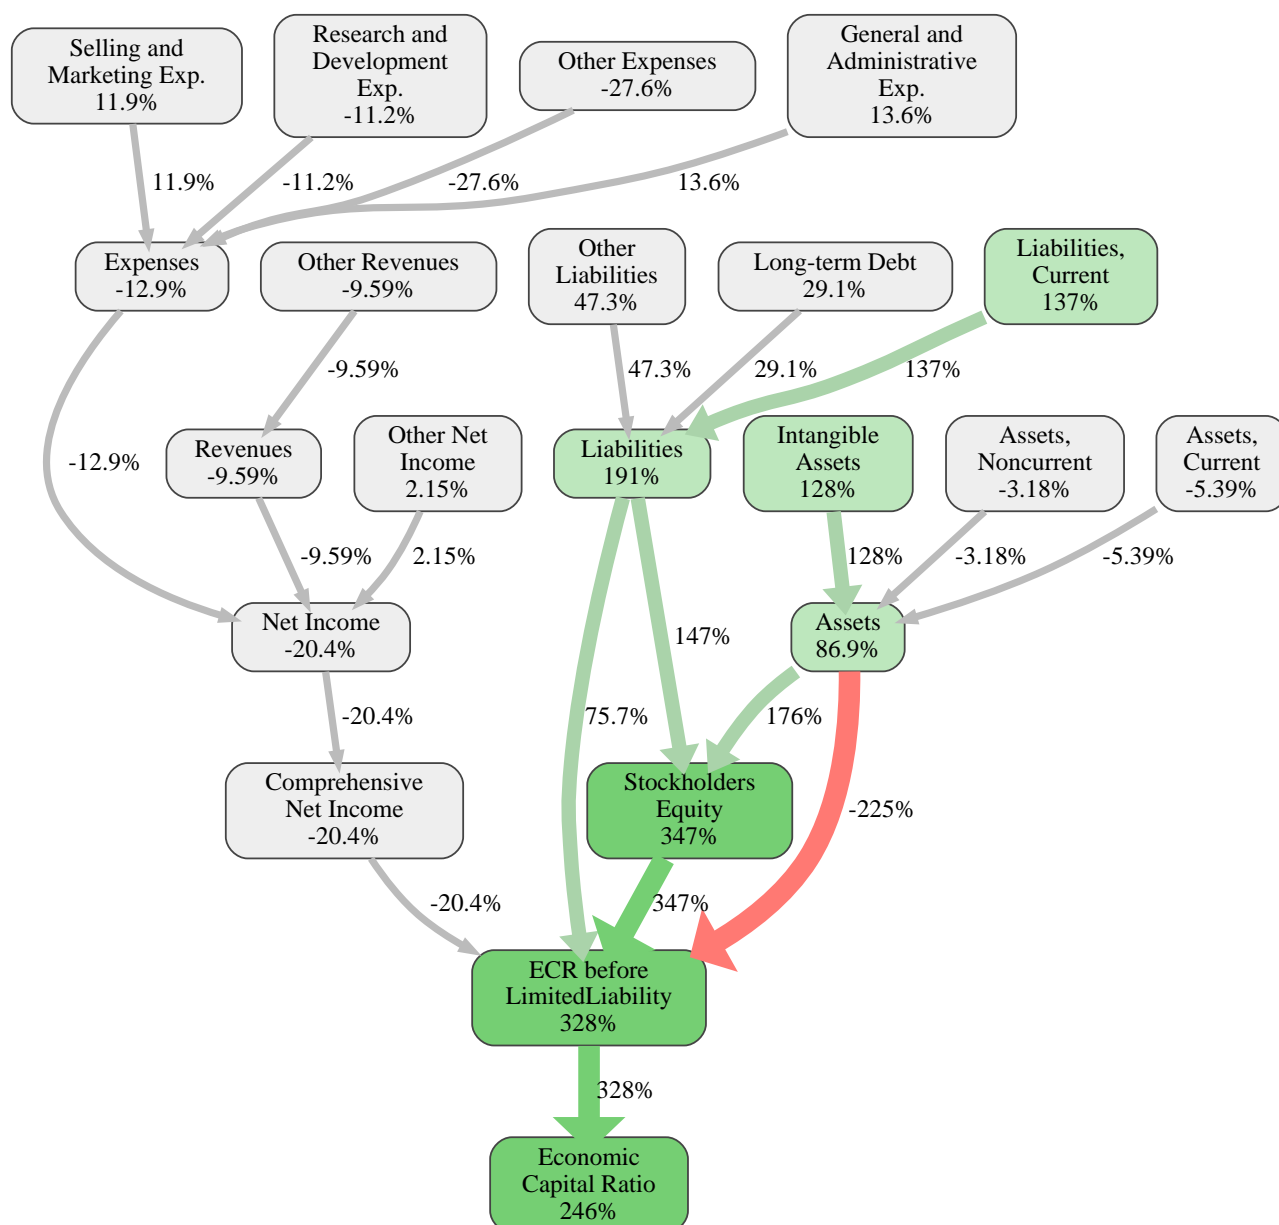 Selling and
Marketing Exp.
11.9%
Research and
Development
Exp.
-11.2%
Other Expenses
-27.6%
General and
Administrative
Exp.
13.6%
11.9%
-11.2%
-27.6%
13.6%
Expenses
-12.9%
Other Revenues
-9.59%
Other
Liabilities
47.3%
Long-term Debt
29.1%
Liabilities,
Current
137%
-9.59%
47.3%
29.1%
137%
-12.9%
Revenues
-9.59%
Other Net
Income
2.15%
Liabilities
191%
Intangible
Assets
128%
Assets,
Noncurrent
-3.18%
Assets,
Current
-5.39%
-9.59%
2.15%
128%
-3.18%
-5.39%
Net Income
-20.4%
147%
Assets
86.9%
-20.4%
75.7%
176%
Comprehensive
Net Income
-20.4%
Stockholders
Equity
347%
-225%
-20.4%
347%
ECR before
LimitedLiability
328%
328%
Economic
Capital Ratio
246%